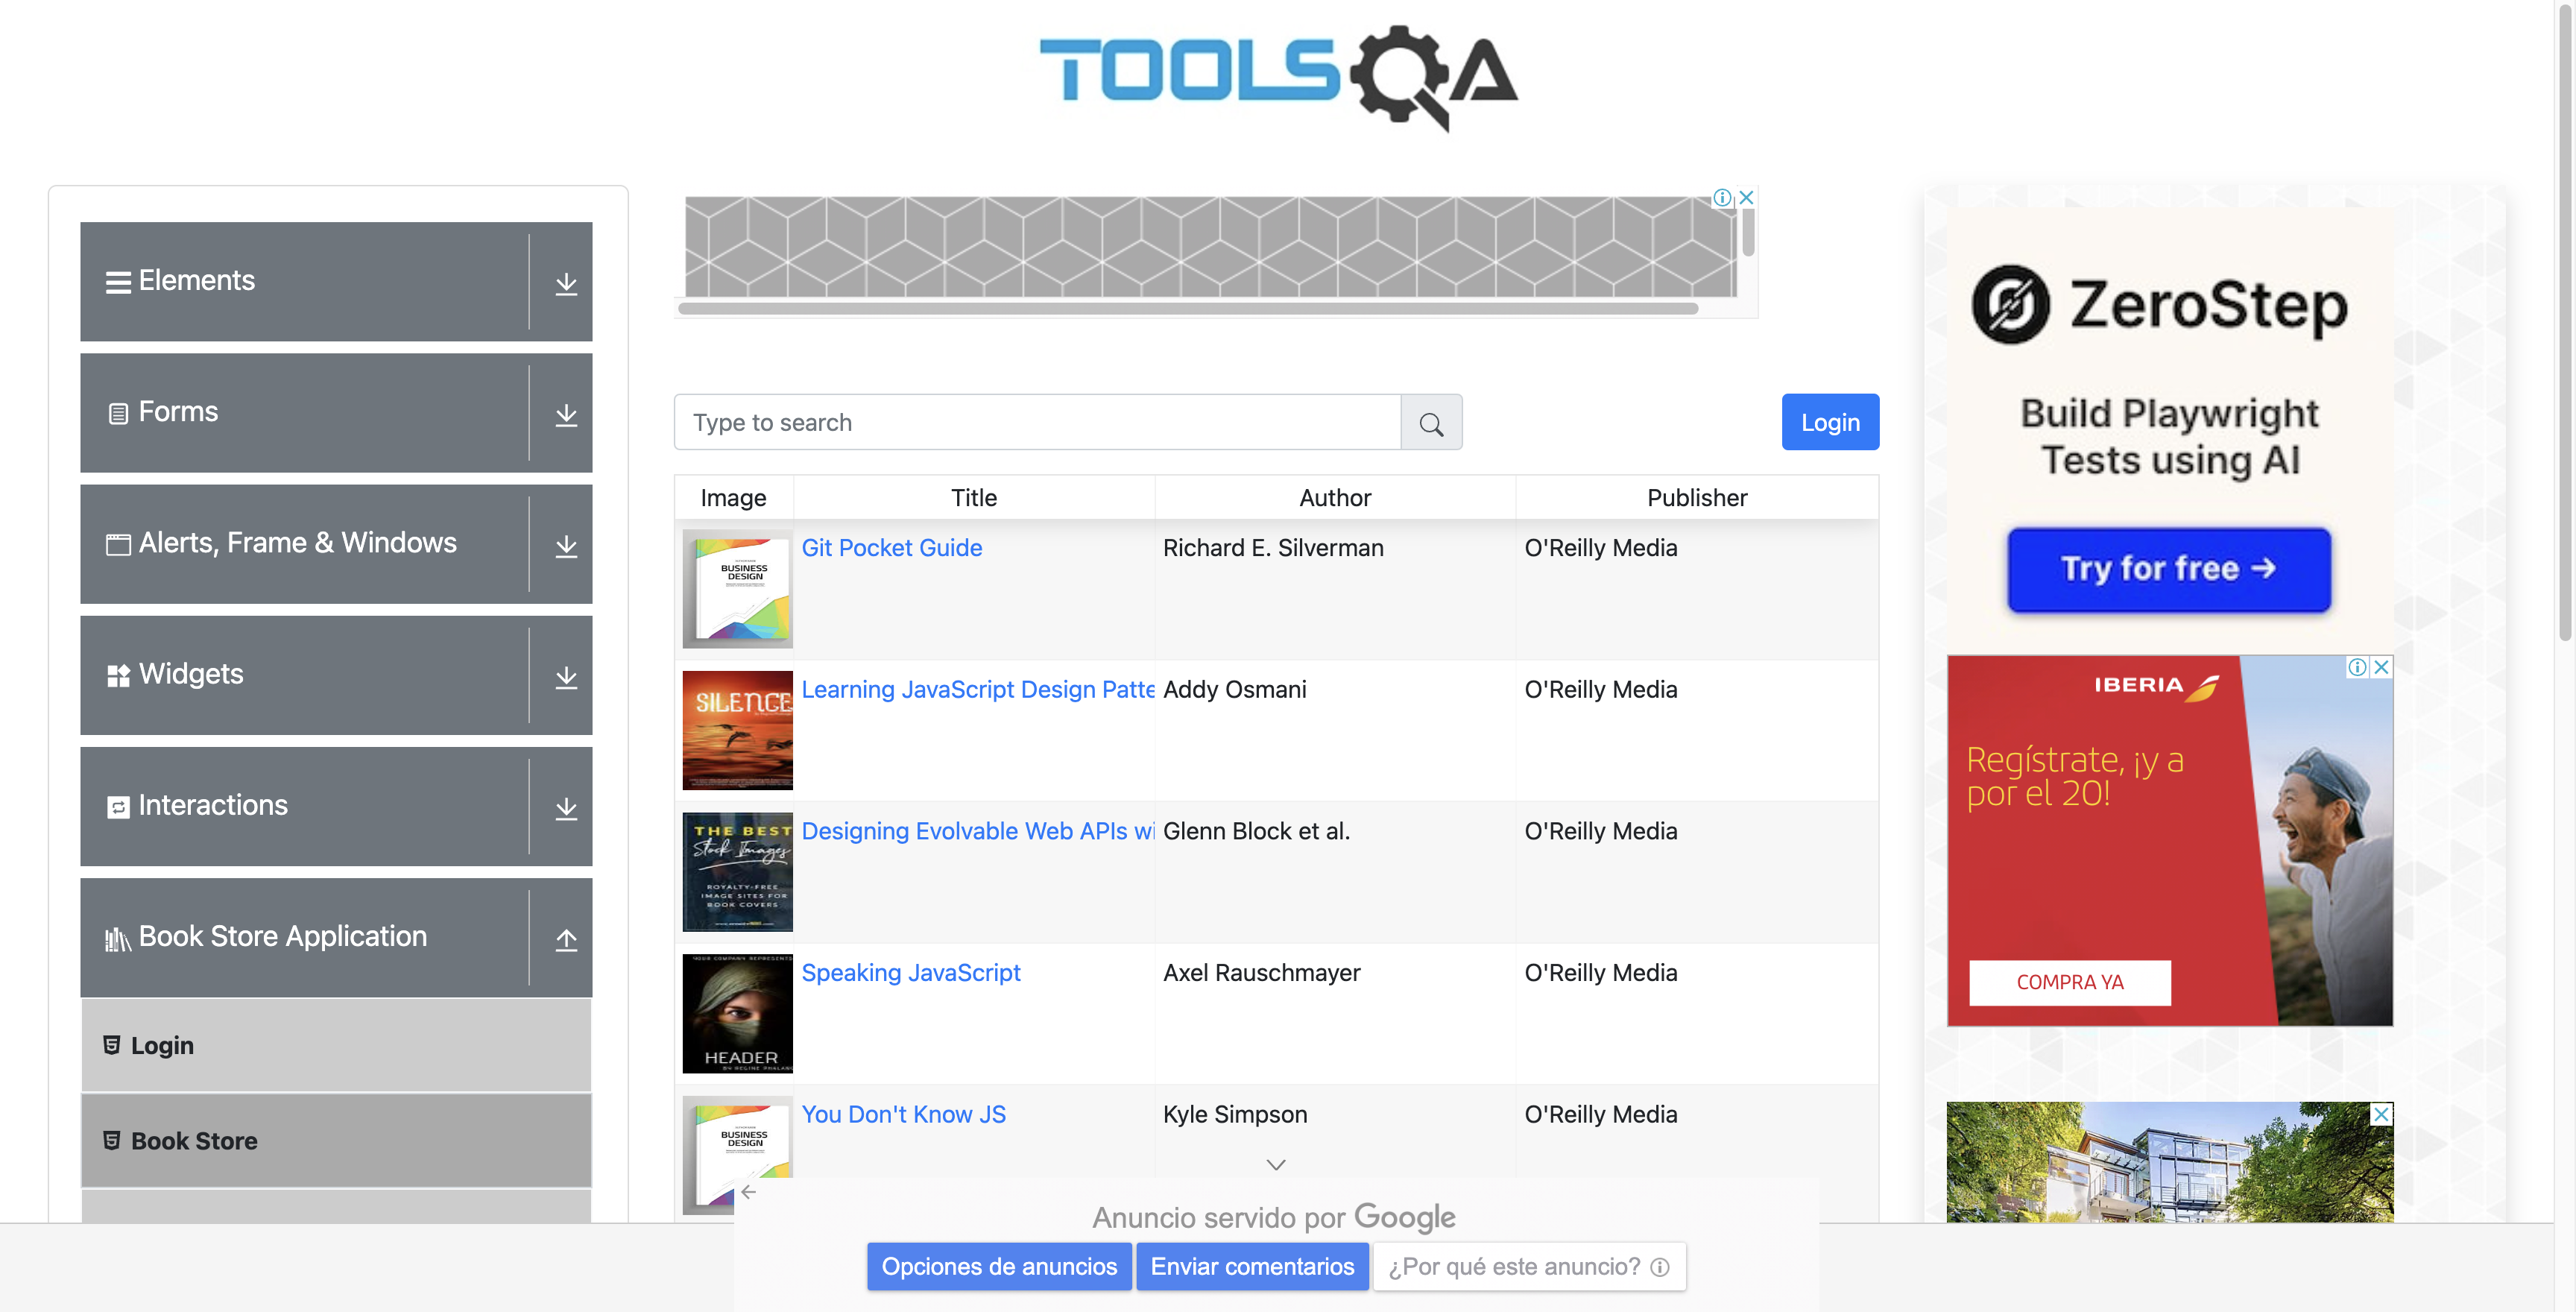 TOOLSQA
Elements
Forms
Alerts, Frame & Windows
Widgets
Interactions
Book Store Application
Login
Book Store
Type to search
Login
Image Title Author Publisher
BUSINESS
DESIGN
Git Pocket Guide Richard E. Silverman O'Reilly Media
SILENCE
Learning JavaScript Design Patte Addy Osmani O'Reilly Media
THE BEST
Stock Images
ROYALTY-FREE
IMAGE SITES FOR
BOOK COVERS
Designing Evolvable Web APIs wi Glenn Block et al. O'Reilly Media
YOUR COMPANY REPRESENTS
HEADER
Speaking JavaScript Axel Rauschmayer O'Reilly Media
BUSINESS
DESIGN
You Don't Know JS Kyle Simpson O'Reilly Media
ZeroStep
Build Playwright
Tests using AI
Try for free →
IBERIA
Regístrate, ¡y a
por el 20!
COMPRA YA
Anuncio servido por Google
Opciones de anuncios
Enviar comentarios
¿Por qué este anuncio?